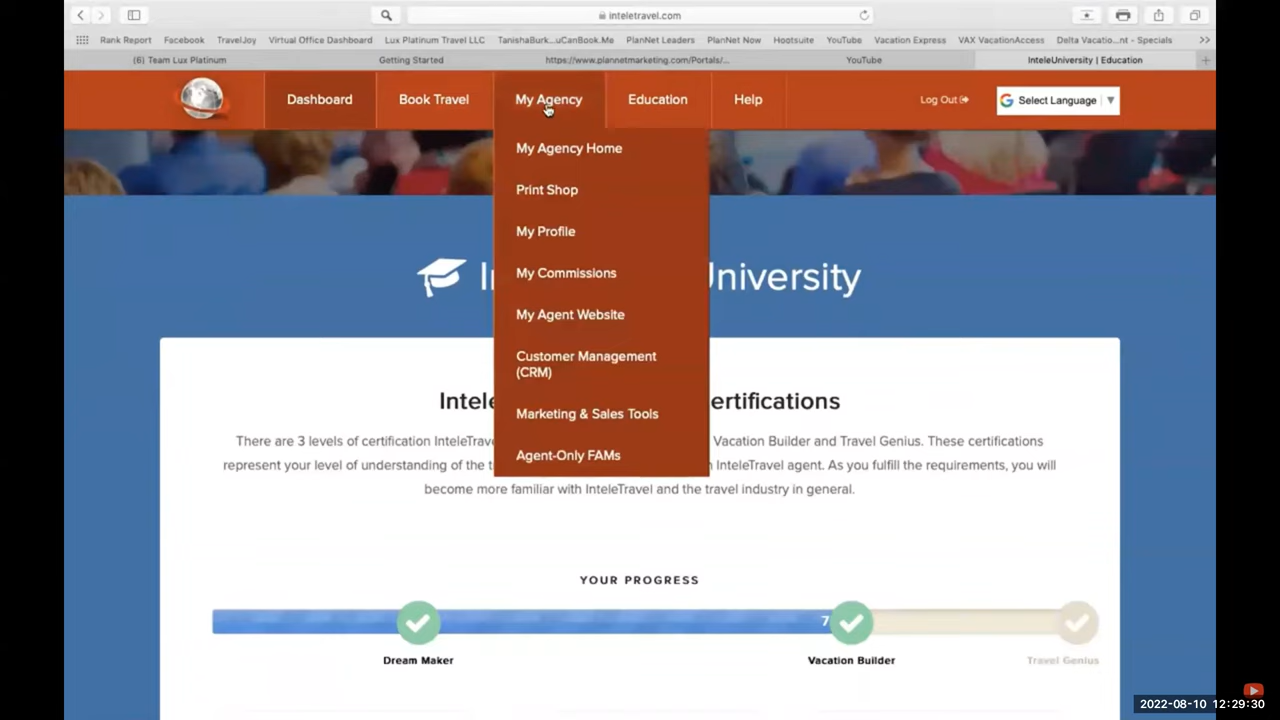 inteletravel.com
Rank Report Facebook TravelJoy Virtual Office Dashboard Lux Platinum Travel LLC TanishaBurk...uCanBook.Me PlanNet Leaders PlanNet Now Hootsuite YouTube Vacation Express VAX VacationAccess Delta Vacatio...nt - Specials >>
(6) Team Lux Platinum Getting Started https://www.plannetmarketing.com/Portals/... YouTube InteleUniversity | Education
Dashboard Book Travel My Agency Education Help Log Out G Select Language ▼
My Agency Home
Print Shop
My Profile
My Commissions
My Agent Website
Customer Management
(CRM)
Marketing & Sales Tools
Agent-Only FAMs
In University
Intele ertifications
There are 3 levels of certification InteleTrav Vacation Builder and Travel Genius. These certifications
represent your level of understanding of the t InteleTravel agent. As you fulfill the requirements, you will
become more familiar with InteleTravel and the travel industry in general.
YOUR PROGRESS
7
Dream Maker Vacation Builder Travel Genius
2022-08-10 12:29:30